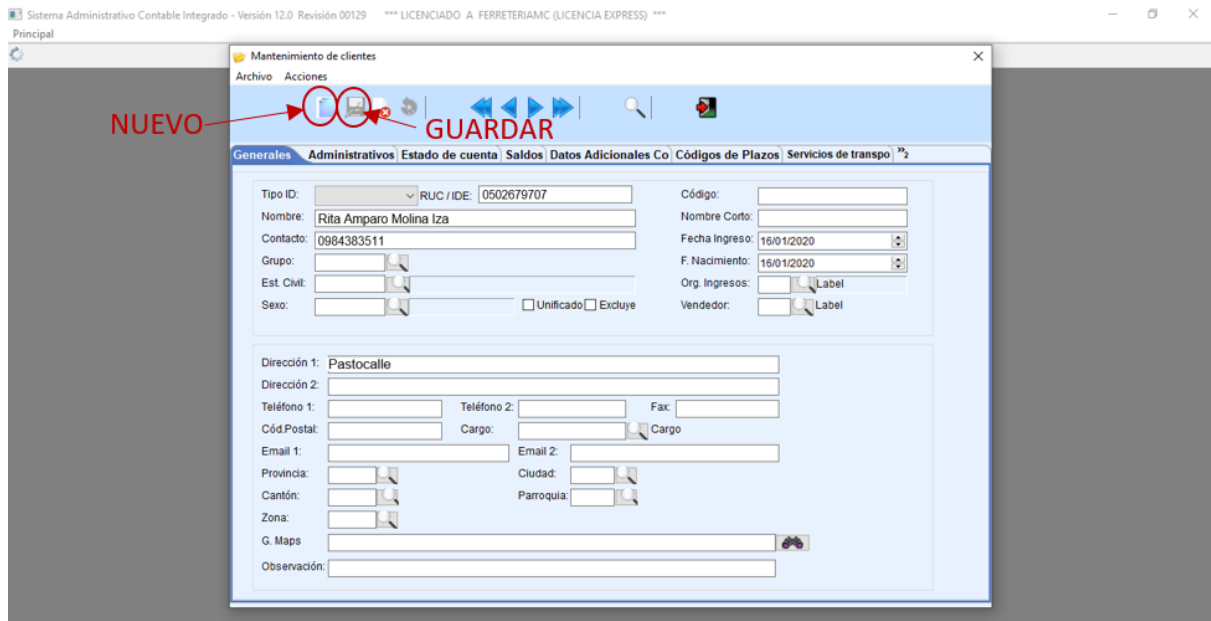 Sistema Administrativo Contable Integrado - Versión 12.0 Revisión 00129 *** LICENCIADO A FERRETERIAMC (LICENCIA EXPRESS) ***
Principal
Mantenimiento de clientes
Archivo Acciones
NUEVO
GUARDAR
Generales Administrativos Estado de cuenta Saldos Datos Adicionales Co Códigos de Plazos Servicios de transpo »2
Tipo ID: RUC / IDE: 0502679707 Código:
Nombre: Rita Amparo Molina Iza Nombre Corto:
Contacto: 0984383511 Fecha Ingreso: 16/01/2020
Grupo: F. Nacimiento: 16/01/2020
Est. Civil: Org. Ingresos: Label
Sexo: Unificado Excluye Vendedor: Label
Dirección 1: Pastocalle
Dirección 2:
Teléfono 1: Teléfono 2: Fax:
Cód.Postal: Cargo: Cargo
Email 1: Email 2:
Provincia: Ciudad:
Cantón: Parroquia:
Zona:
G. Maps
Observación: